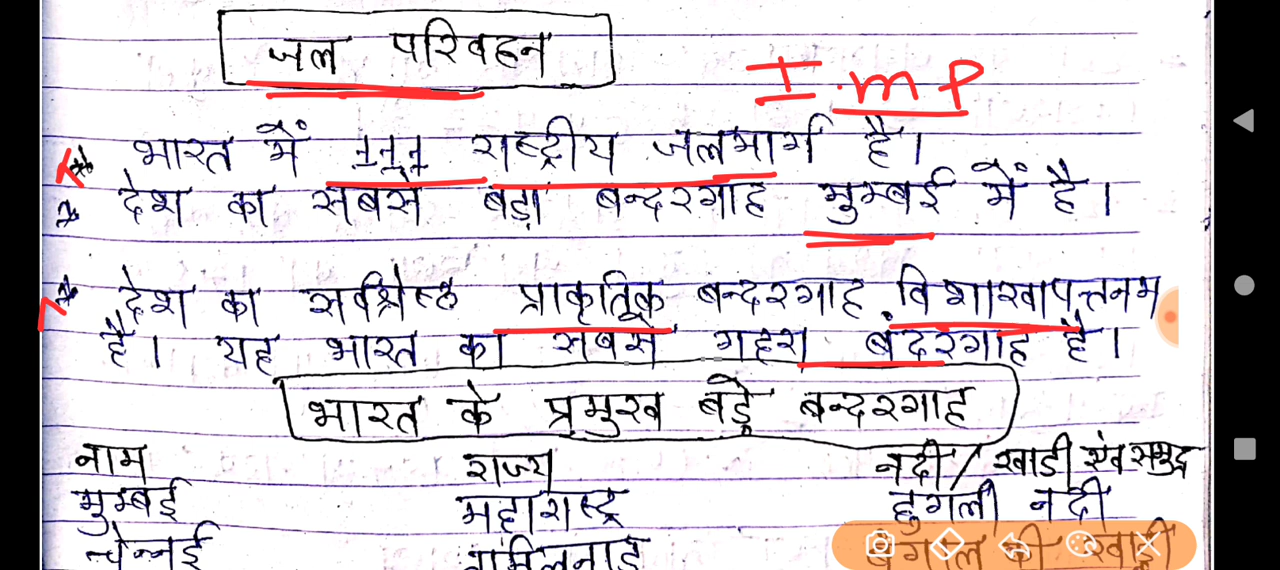 जल परिवहन
I.mp
भारत में 111 राष्ट्रीय जलमार्ग है।
देश का सबसे बड़ा बन्दरगाह मुम्बई में है।
देश का सर्वश्रेष्ठ प्राकृतिक बन्दरगाह विशाखापत्तनम
है। यह भारत का सबसे गहरा बंदरगाह है।
भारत के प्रमुख बड़े बन्दरगाह
नाम राज्य नदी/खाड़ी एंव समुद्र
मुम्बई महाराष्ट्र हुगली नदी
चेन्नई तामिलनाडु बंगाल की खाड़ी